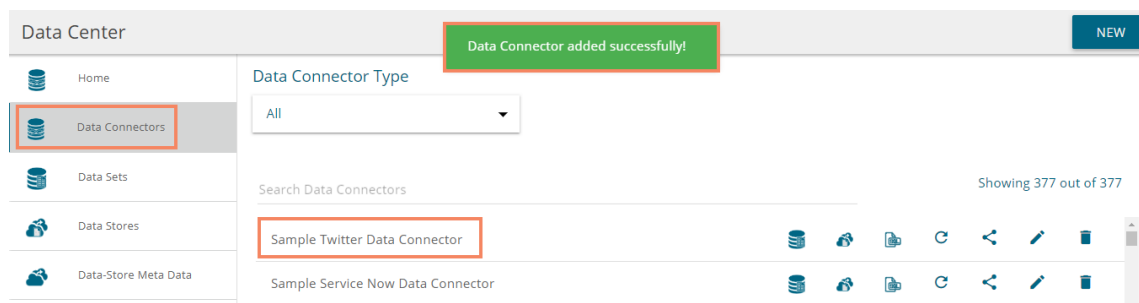 Data Center
Data Connector added successfully!
NEW
Home
Data Connector Type
All
Data Connectors
Data Sets
Search Data Connectors
Showing 377 out of 377
Data Stores
Sample Twitter Data Connector
Data-Store Meta Data
Sample Service Now Data Connector